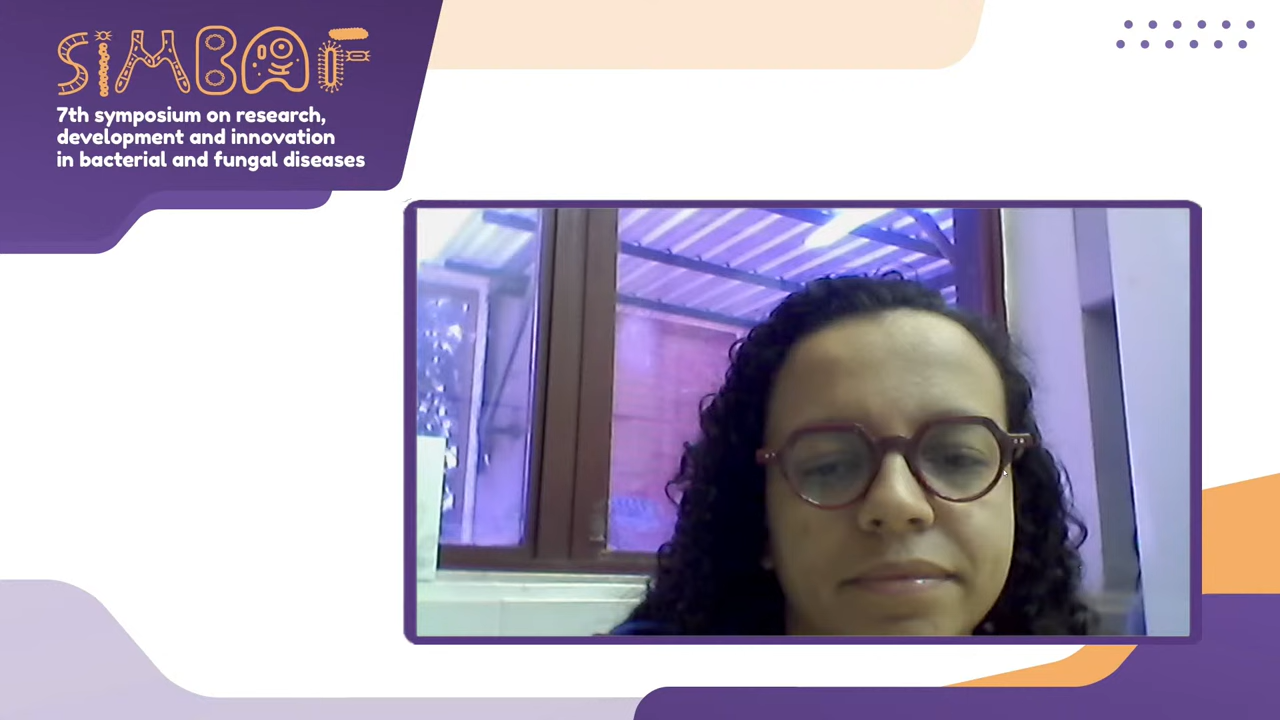 SIMBAF
7th symposium on research,
development and innovation
in bacterial and fungal diseases